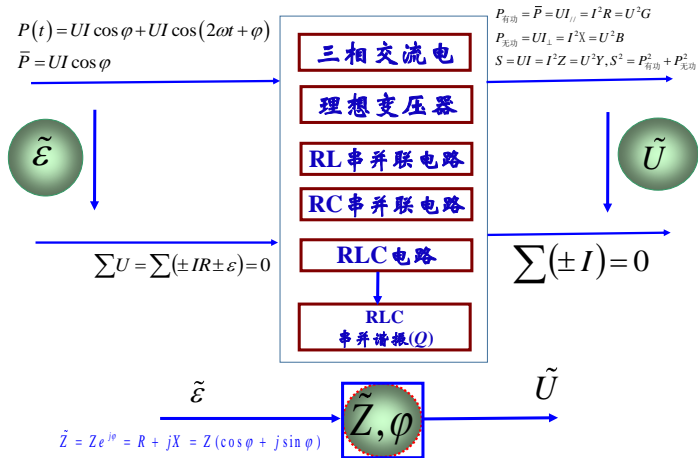 P(t) = UI cos φ + UI cos(2ωt + φ)
P̄ = UI cos φ
P有功 = P̄ = UI// = I²R = U²G
P无功 = UI⊥ = I²X = U²B
S = UI = I²Z = U²Y, S² = P²有功 + P²无功
三相交流电
理想变压器
RL串并联电路
RC串并联电路
RLC电路
RLC
串并谐振(Q)
ε̃
Ũ
∑U = ∑(±IR ± ε) = 0
∑(±I) = 0
ε̃
Z̃, φ
Ũ
Z̃ = Ze^{jφ} = R + jX = Z(cos φ + j sin φ)